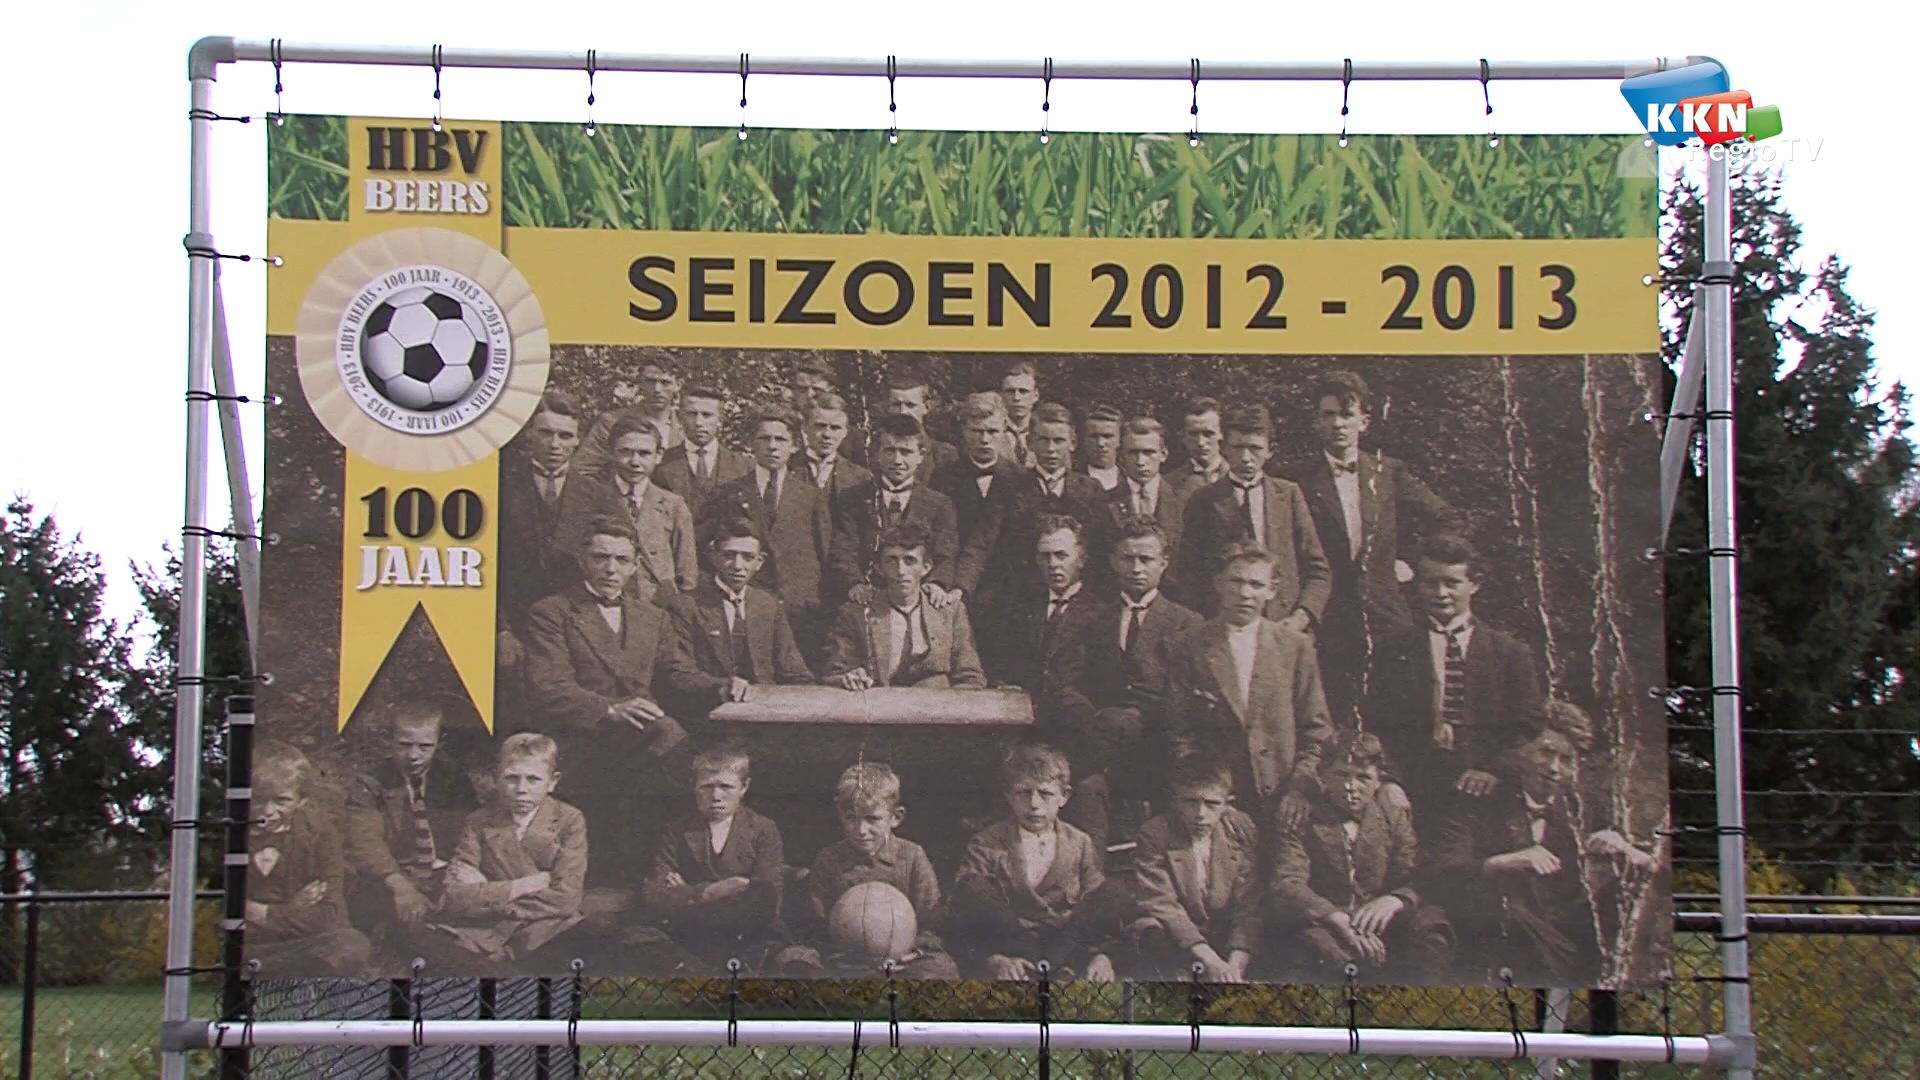 KKN
RegioTV
HBV
BEERS
SEIZOEN 2012 - 2013
HBV BEERS • 100 JAAR • 1913 • 2013 • HBV BEERS • 100 JAAR • 1913 • 2013 •
100
JAAR